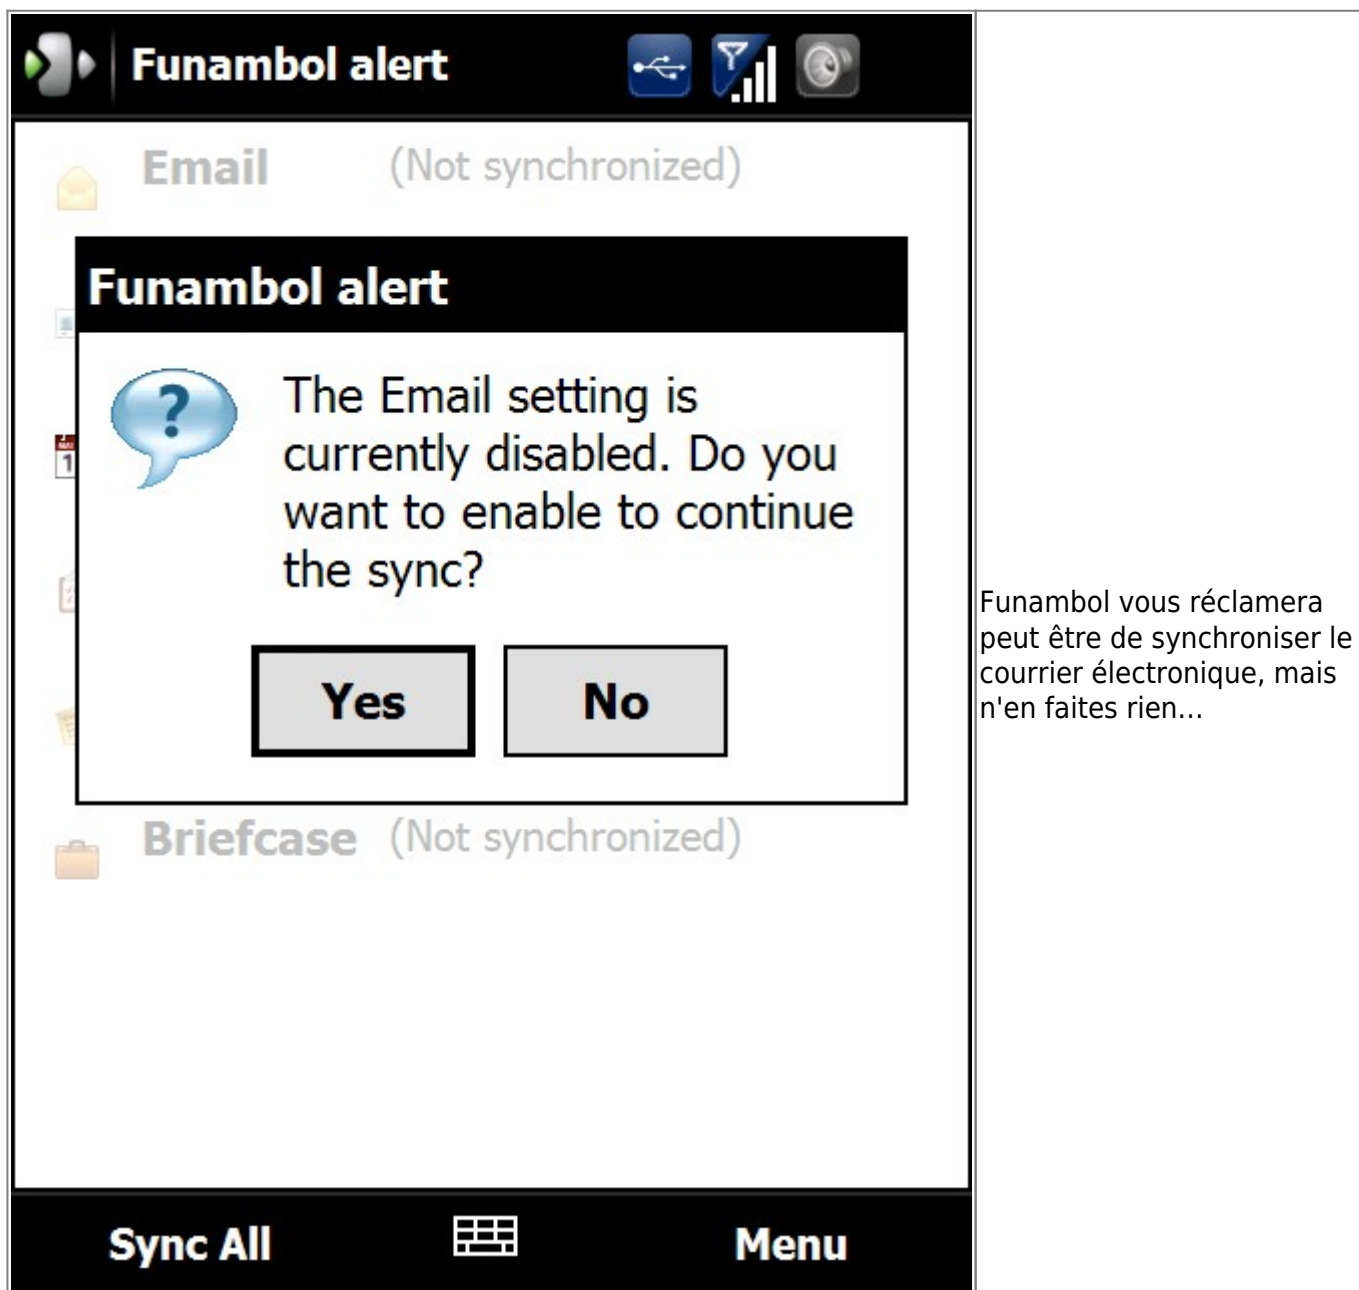 Funambol alert
Email (Not synchronized)
Funambol alert
?
The Email setting is
currently disabled. Do you
want to enable to continue
the sync?
1
Yes No
Briefcase (Not synchronized)
Sync All Menu
Funambol vous réclamera
peut être de synchroniser le
courrier électronique, mais
n'en faites rien...